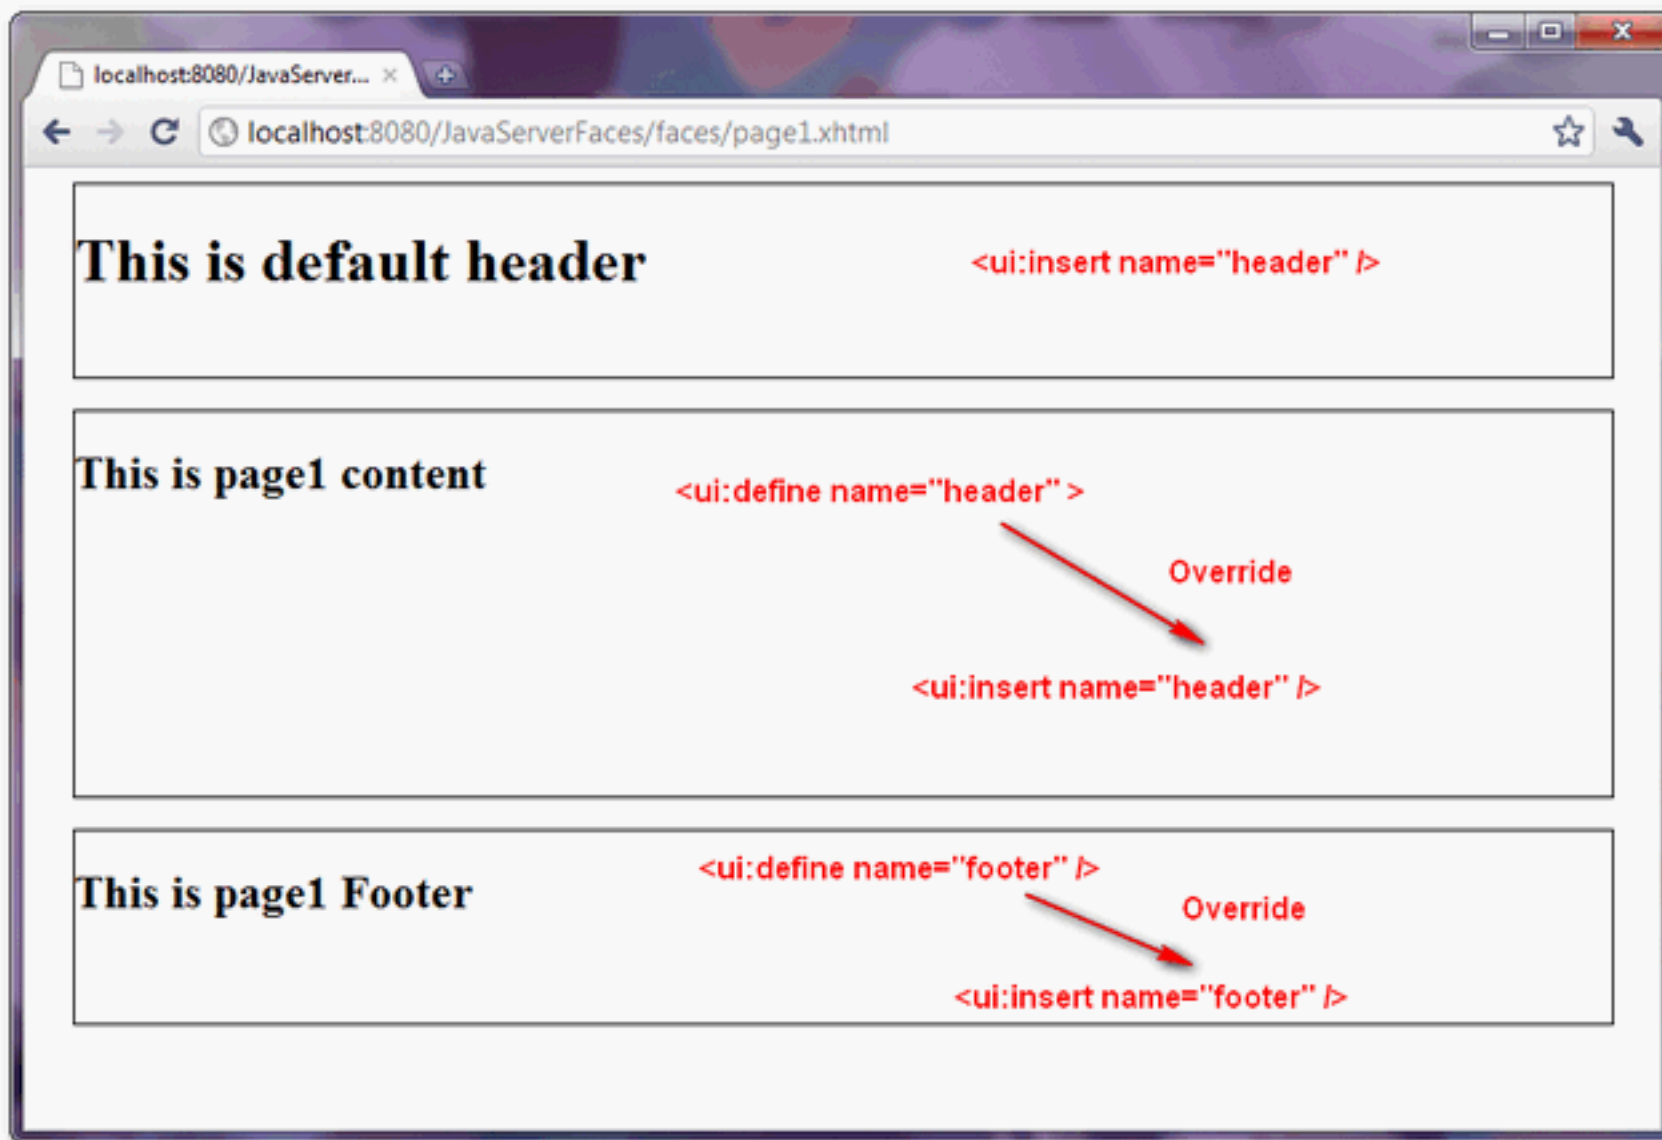 localhost:8080/JavaServer...
localhost:8080/JavaServerFaces/faces/page1.xhtml
This is default header
<ui:insert name="header" />
This is page1 content
<ui:define name="header" >
Override
<ui:insert name="header" />
This is page1 Footer
<ui:define name="footer" />
Override
<ui:insert name="footer" />